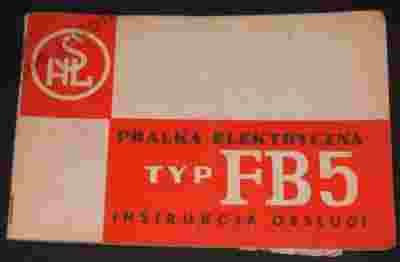 SHL
PRALKA ELEKTRYCZNA
TYP FB5
INSTRUKCJA OBSŁUGI